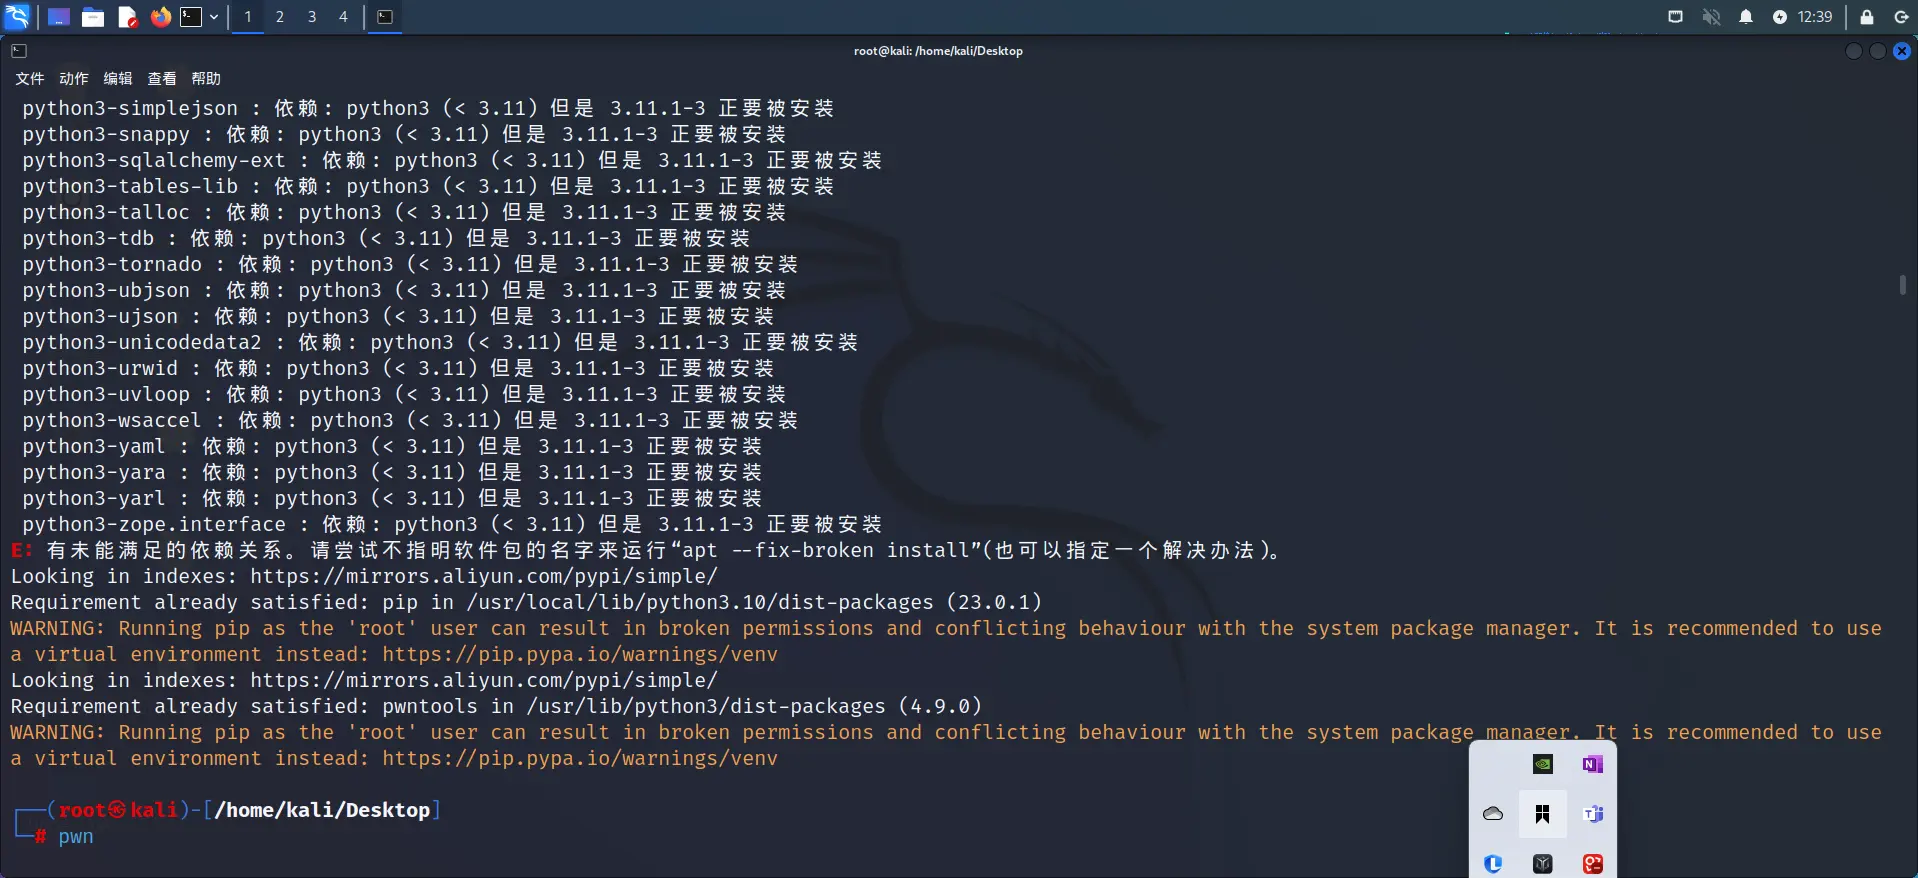 1 2 3 4 12:39
root@kali: /home/kali/Desktop
文件 动作 编辑 查看 帮助
python3-simplejson : 依赖: python3 (< 3.11) 但是 3.11.1-3 正要被安装
python3-snappy : 依赖: python3 (< 3.11) 但是 3.11.1-3 正要被安装
python3-sqlalchemy-ext : 依赖: python3 (< 3.11) 但是 3.11.1-3 正要被安装
python3-tables-lib : 依赖: python3 (< 3.11) 但是 3.11.1-3 正要被安装
python3-talloc : 依赖: python3 (< 3.11) 但是 3.11.1-3 正要被安装
python3-tdb : 依赖: python3 (< 3.11) 但是 3.11.1-3 正要被安装
python3-tornado : 依赖: python3 (< 3.11) 但是 3.11.1-3 正要被安装
python3-ubjson : 依赖: python3 (< 3.11) 但是 3.11.1-3 正要被安装
python3-ujson : 依赖: python3 (< 3.11) 但是 3.11.1-3 正要被安装
python3-unicodedata2 : 依赖: python3 (< 3.11) 但是 3.11.1-3 正要被安装
python3-urwid : 依赖: python3 (< 3.11) 但是 3.11.1-3 正要被安装
python3-uvloop : 依赖: python3 (< 3.11) 但是 3.11.1-3 正要被安装
python3-wsaccel : 依赖: python3 (< 3.11) 但是 3.11.1-3 正要被安装
python3-yaml : 依赖: python3 (< 3.11) 但是 3.11.1-3 正要被安装
python3-yara : 依赖: python3 (< 3.11) 但是 3.11.1-3 正要被安装
python3-yarl : 依赖: python3 (< 3.11) 但是 3.11.1-3 正要被安装
python3-zope.interface : 依赖: python3 (< 3.11) 但是 3.11.1-3 正要被安装
E: 有未能满足的依赖关系。请尝试不指明软件包的名字来运行“apt --fix-broken install”(也可以指定一个解决办法)。
Looking in indexes: https://mirrors.aliyun.com/pypi/simple/
Requirement already satisfied: pip in /usr/local/lib/python3.10/dist-packages (23.0.1)
WARNING: Running pip as the 'root' user can result in broken permissions and conflicting behaviour with the system package manager. It is recommended to use
a virtual environment instead: https://pip.pypa.io/warnings/venv
Looking in indexes: https://mirrors.aliyun.com/pypi/simple/
Requirement already satisfied: pwntools in /usr/lib/python3/dist-packages (4.9.0)
WARNING: Running pip as the 'root' user can result in broken permissions and conflicting behaviour with the system package manager. It is recommended to use
a virtual environment instead: https://pip.pypa.io/warnings/venv
┌──(root㉿kali)-[/home/kali/Desktop]
└─# pwn